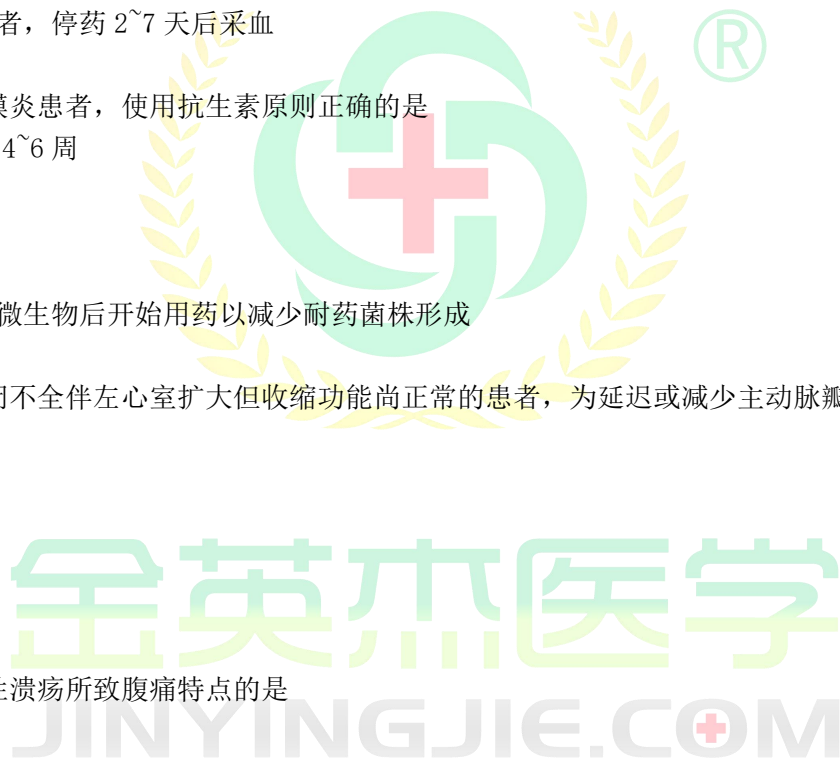 者，停药 2~7 天后采血
膜炎患者，使用抗生素原则正确的是
4~6 周
微生物后开始用药以减少耐药菌株形成
闭不全伴左心室扩大但收缩功能尚正常的患者，为延迟或减少主动脉瓣
性溃疡所致腹痛特点的是
®
金英杰医学
JINYINGJIE.COM